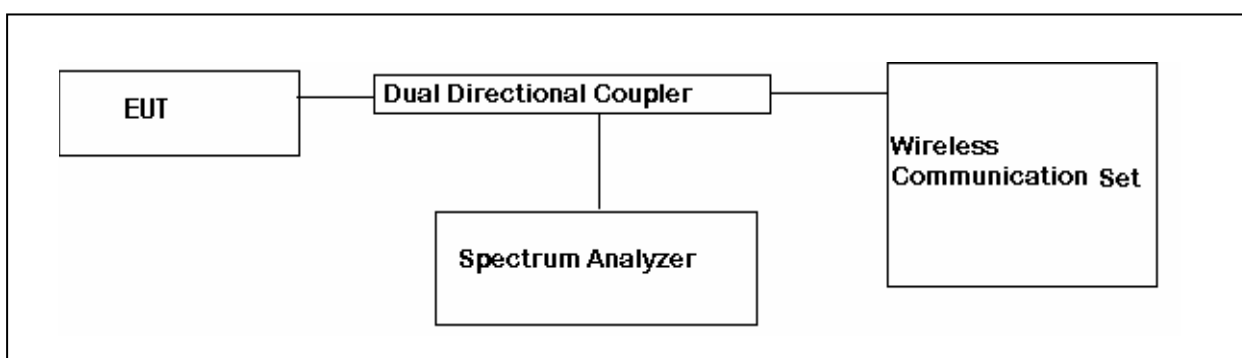 EUT
Dual Directional Coupler
Wireless
Communication Set
Spectrum Analyzer